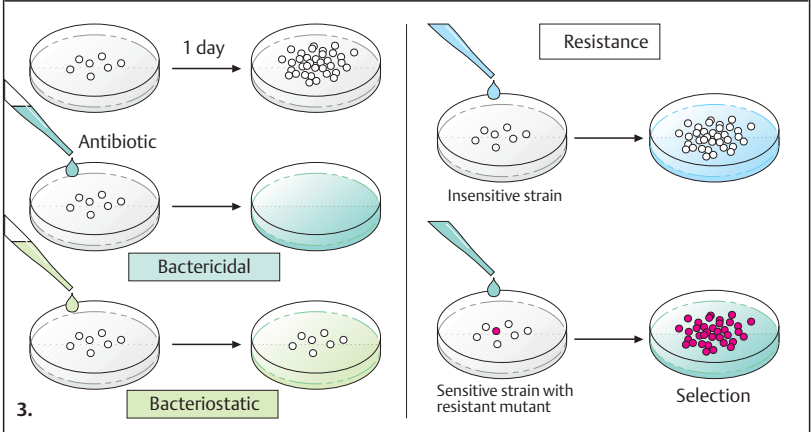 1 day
Antibiotic
Bactericidal
Bacteriostatic
3.
Resistance
Insensitive strain
Sensitive strain with
resistant mutant
Selection